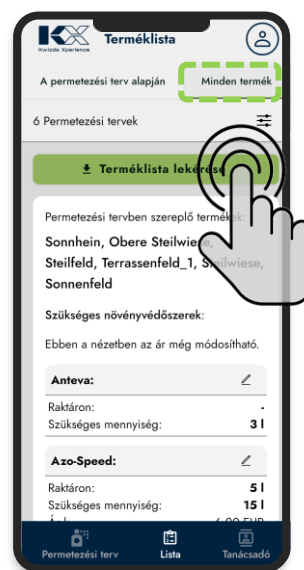 KX
Kwizda Xperience
Terméklista
A permetezési terv alapján
Minden termék
6 Permetezési tervek
Terméklista lekérése
Permetezési tervben szereplő termékek:
Sonnhein, Obere Steilwiese,
Steilfeld, Terrassenfeld_1, Steilwiese,
Sonnenfeld
Szükséges növényvédőszerek:
Ebben a nézetben az ár még módosítható.
Anteva:
Raktáron: -
Szükséges mennyiség: 3 l
Azo-Speed:
Raktáron: 5 l
Szükséges mennyiség: 15 l
Permetezési terv
Lista
Tanácsadó